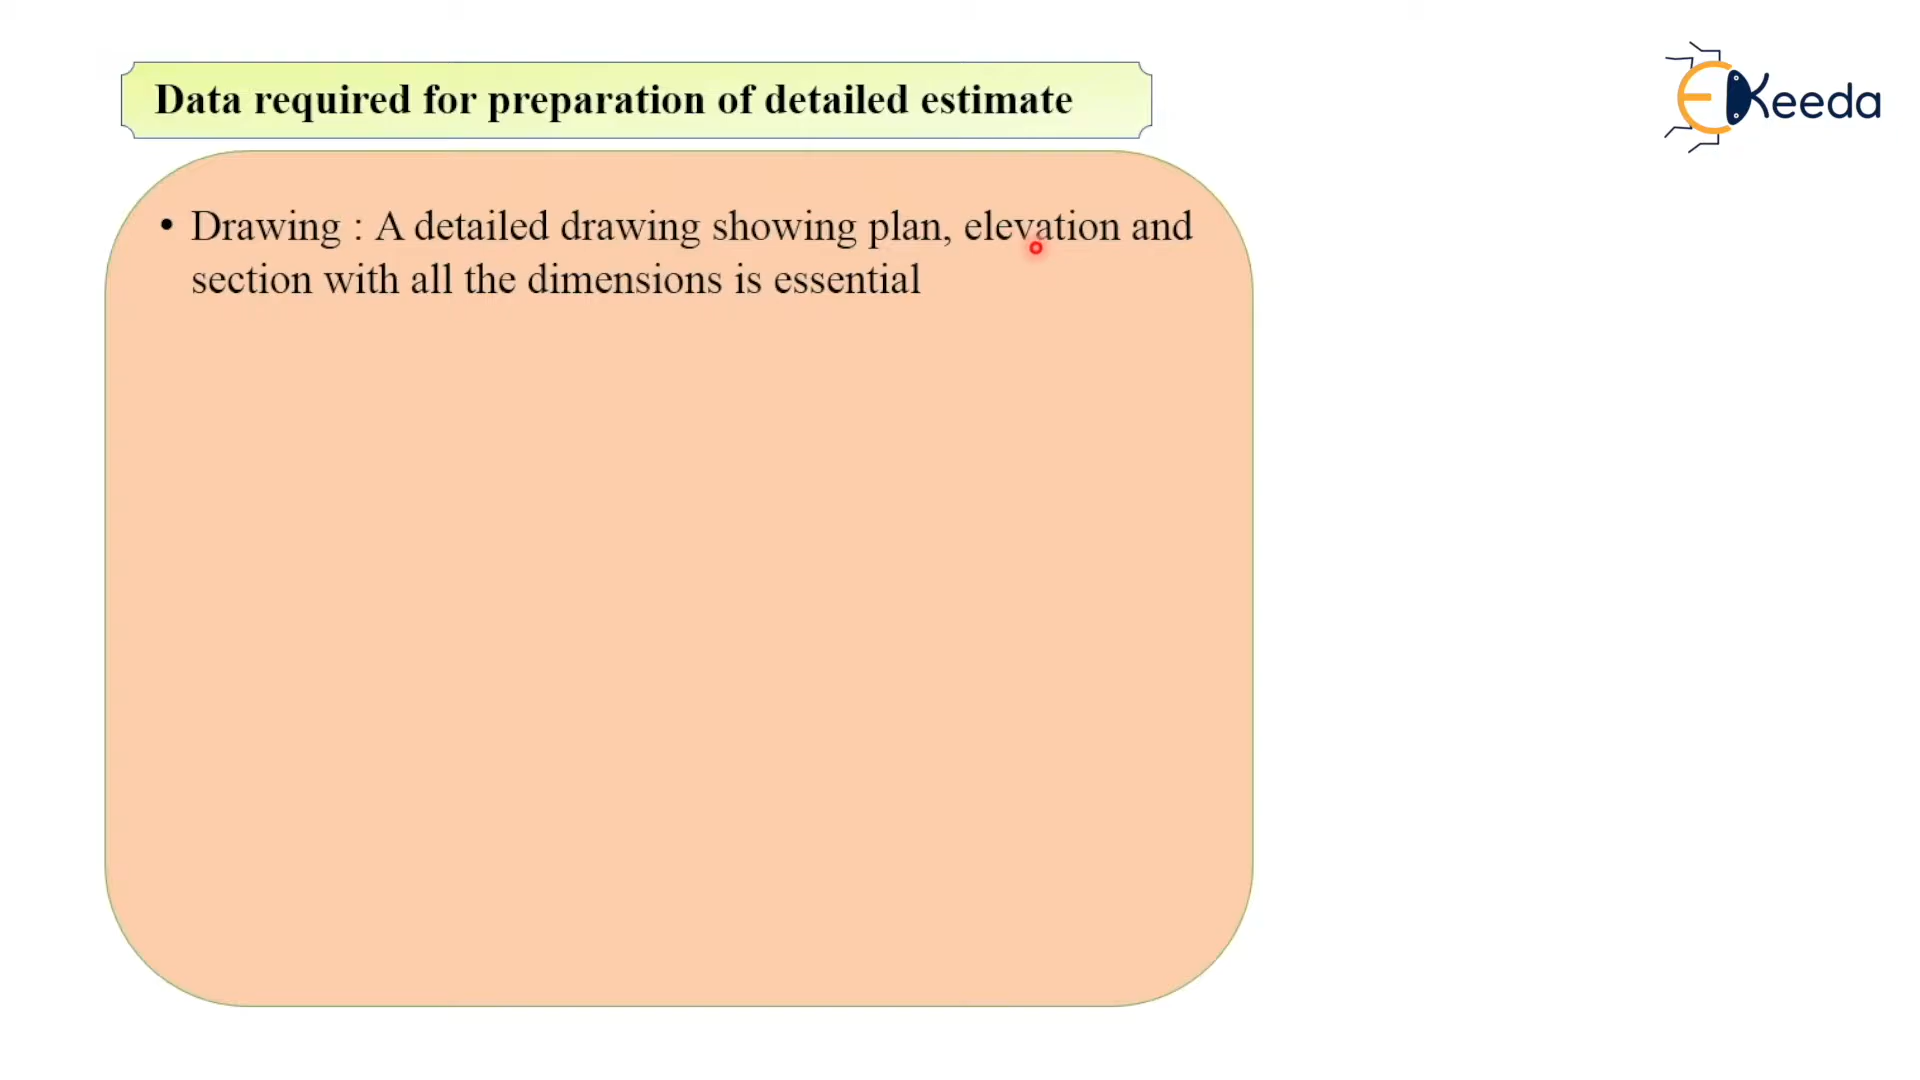 Data required for preparation of detailed estimate
EKeeda
• Drawing : A detailed drawing showing plan, elevation and
section with all the dimensions is essential